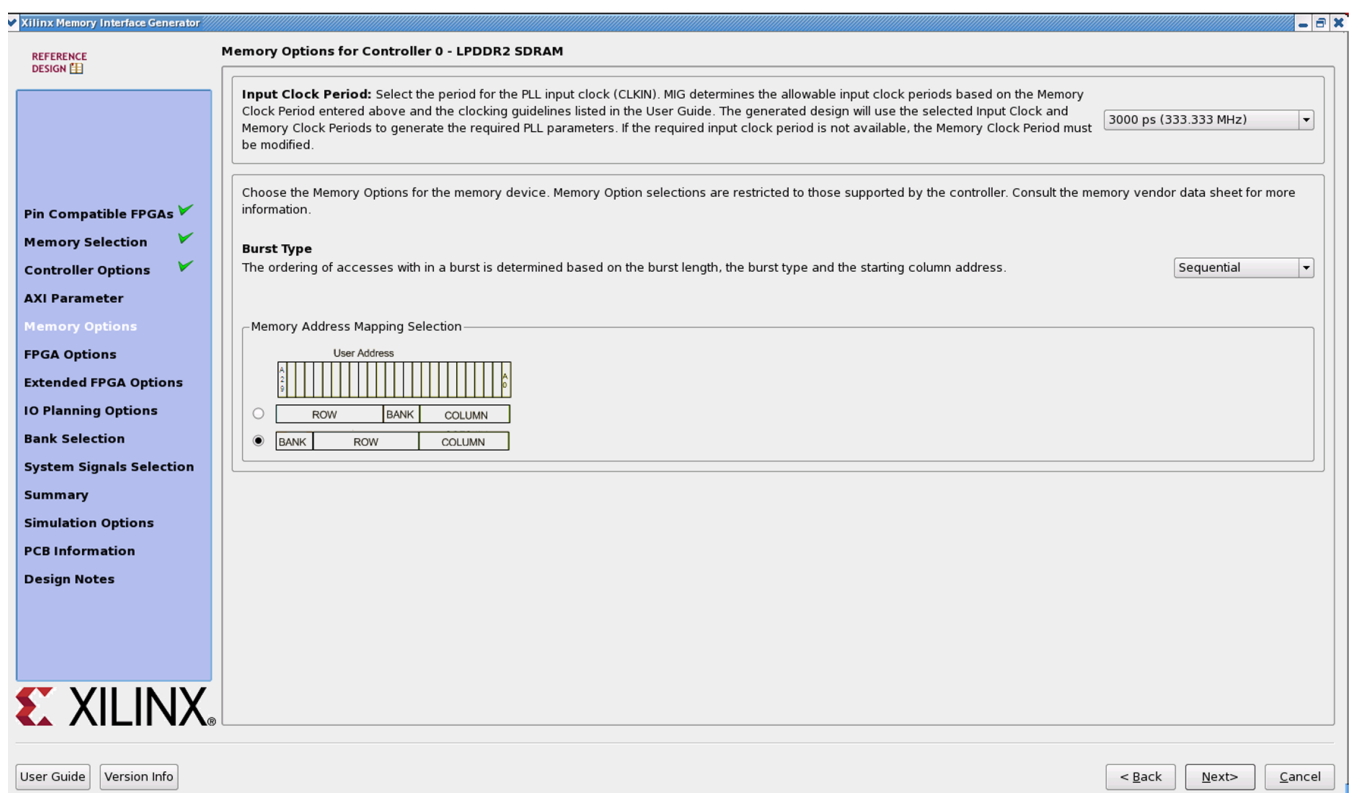 Xilinx Memory Interface Generator
REFERENCE
DESIGN
Memory Options for Controller 0 - LPDDR2 SDRAM
Input Clock Period: Select the period for the PLL input clock (CLKIN). MIG determines the allowable input clock periods based on the Memory
Clock Period entered above and the clocking guidelines listed in the User Guide. The generated design will use the selected Input Clock and
Memory Clock Periods to generate the required PLL parameters. If the required input clock period is not available, the Memory Clock Period must
be modified.
3000 ps (333.333 MHz)
Choose the Memory Options for the memory device. Memory Option selections are restricted to those supported by the controller. Consult the memory vendor data sheet for more
information.
Burst Type
The ordering of accesses with in a burst is determined based on the burst length, the burst type and the starting column address.
Sequential
Memory Address Mapping Selection
User Address
A29
A0
ROW BANK COLUMN
BANK ROW COLUMN
Pin Compatible FPGAs
Memory Selection
Controller Options
AXI Parameter
Memory Options
FPGA Options
Extended FPGA Options
IO Planning Options
Bank Selection
System Signals Selection
Summary
Simulation Options
PCB Information
Design Notes
XILINX®
User Guide
Version Info
< Back
Next>
Cancel